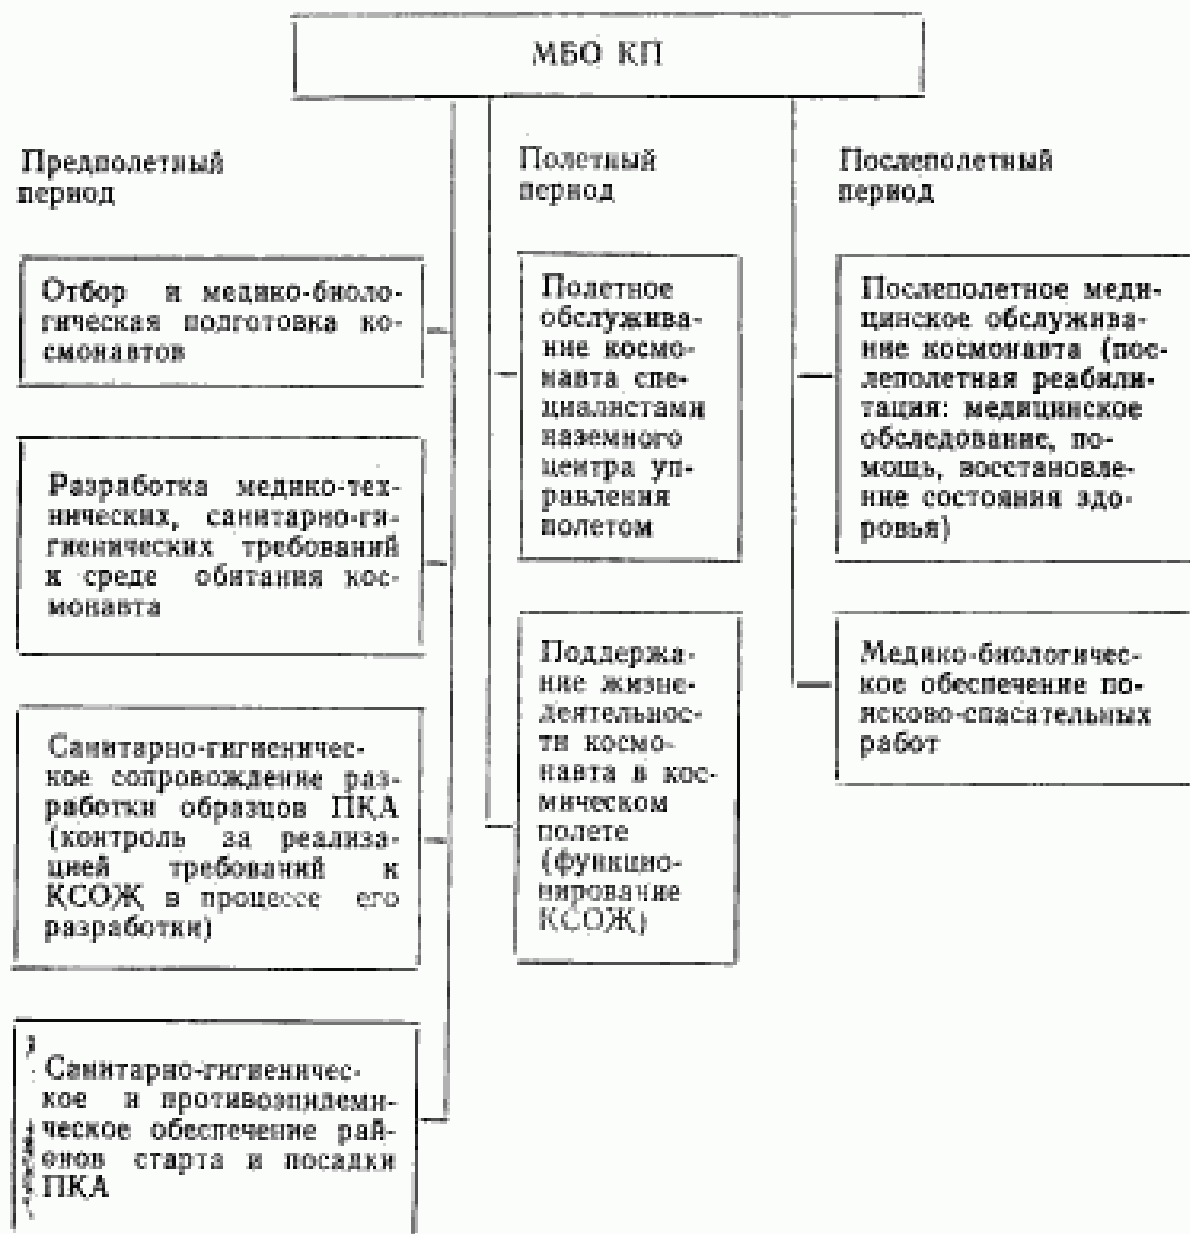 МБО КП
Предполетный
период
Отбор и медико-биоло-
гическая подготовка ко-
смонавтов
Разработка медико-тех-
нических, санитарно-ги-
гиенических требований
к среде обитания кос-
монавта
Санитарно-гигиеничес-
кое сопровождение раз-
работки образцов ПКА
(контроль за реализа-
цией требований к
КСОЖ в процессе его
разработки)
Санитарно-гигиеничес-
кое и противоэпидеми-
ческое обеспечение рай-
онов старта и посадки
ПКА
Полетный
период
Полетное
обслужива-
ние космо-
навта спе-
циалистами
наземного
центра уп-
равления
полетом
Поддержа-
ние жизне-
деятельнос-
ти космо-
навта в кос-
мическом
полете
(функцио-
нирование
КСОЖ)
Послеполетный
период
Послеполетное меди-
цинское обслужива-
ние космонавта (пос-
леполетная реабили-
тация: медицинское
обследование, по-
мощь, восстановле-
ние состояния здо-
ровья)
Медико-биологичес-
кое обеспечение по-
исково-спасательных
работ